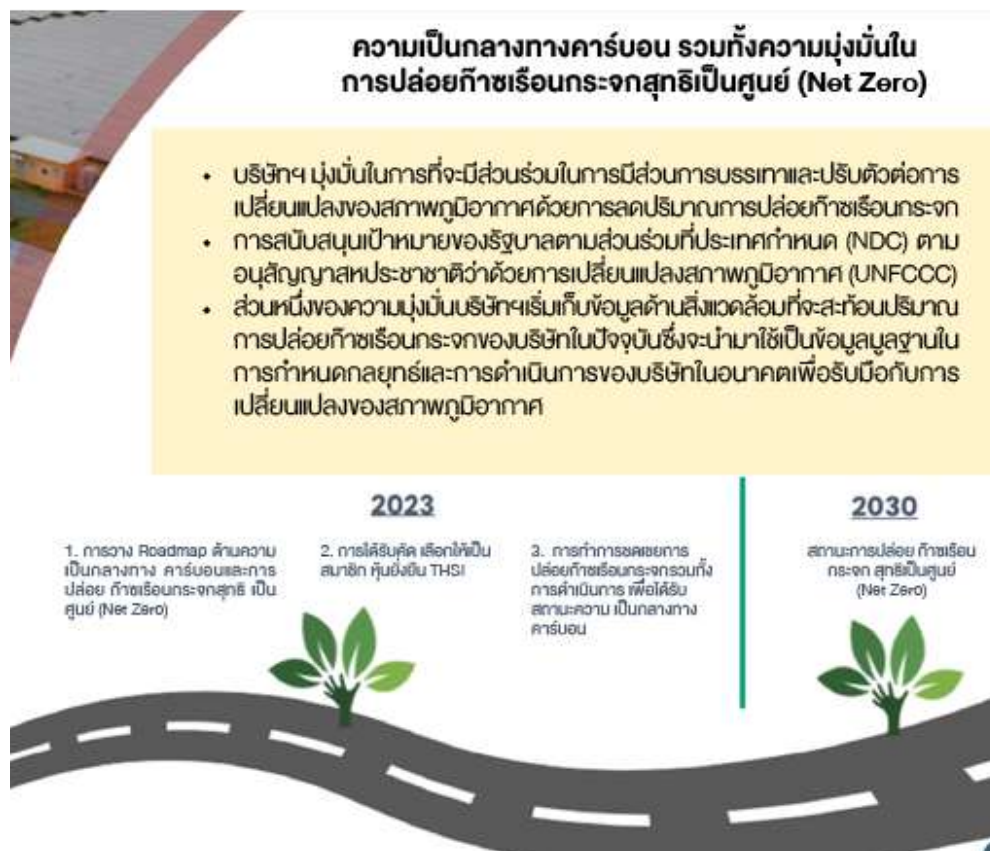 ความเป็นกลางทางคาร์บอน รวมทั้งความมุ่งมั่นใน
การปล่อยก๊าซเรือนกระจกสุทธิเป็นศูนย์ (Net Zero)
• บริษัทฯ มุ่งมั่นในการที่จะมีส่วนร่วมในการมีส่วนการบรรเทาและปรับตัวต่อการ
เปลี่ยนแปลงของสภาพภูมิอากาศด้วยการลดปริมาณการปล่อยก๊าซเรือนกระจก
• การสนับสนุนเป้าหมายของรัฐบาลตามส่วนร่วมที่ประเทศกำหนด (NDC) ตาม
อนุสัญญาสหประชาชาติว่าด้วยการเปลี่ยนแปลงสภาพภูมิอากาศ (UNFCCC)
• ส่วนหนึ่งของความมุ่งมั่นบริษัทฯเริ่มเก็บข้อมูลด้านสิ่งแวดล้อมที่จะสะท้อนปริมาณ
การปล่อยก๊าซเรือนกระจกของบริษัทในปัจจุบันซึ่งจะนำมาใช้เป็นข้อมูลมูลฐานใน
การกำหนดกลยุทธ์และการดำเนินการของบริษัทในอนาคตเพื่อรับมือกับการ
เปลี่ยนแปลงของสภาพภูมิอากาศ
2023
1. การวาง Roadmap ด้านความ
เป็นกลางทาง คาร์บอนและการ
ปล่อย ก๊าซเรือนกระจกสุทธิ เป็น
ศูนย์ (Net Zero)
2. การได้รับคัด เลือกให้เป็น
สมาชิก หุ้นยั่งยืน THSI
3. การทำการชดเชยการ
ปล่อยก๊าซเรือนกระจกรวมทั้ง
การดำเนินการ เพื่อได้รับ
สถานะความ เป็นกลางทาง
คาร์บอน
2030
สถานะการปล่อย ก๊าซเรือน
กระจก สุทธิเป็นศูนย์
(Net Zero)